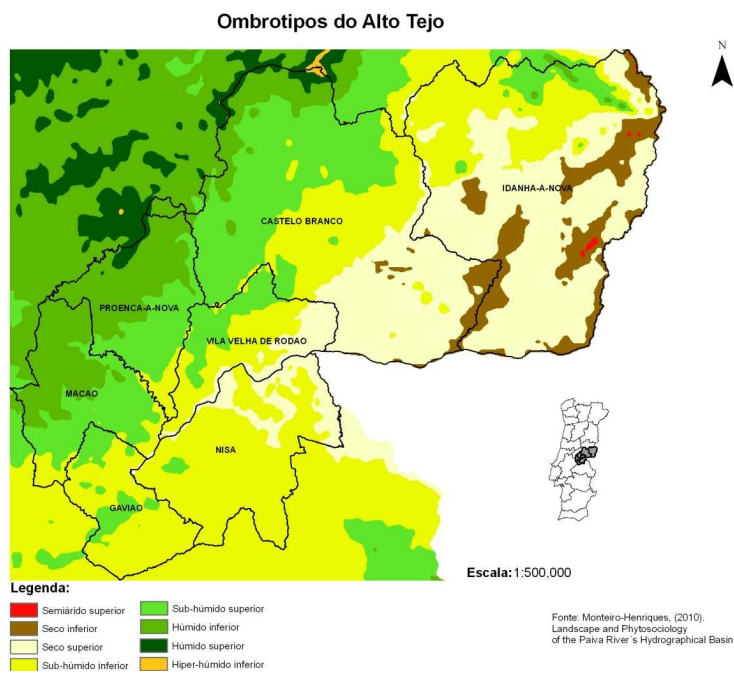 Ombrotipos do Alto Tejo
N
IDANHA-A-NOVA
CASTELO BRANCO
PROENCA-A-NOVA
VILA VELHA DE RODAO
MACAO
NISA
GAVIAO
Escala:1:500,000
Legenda:
Semiárido superior
Seco inferior
Seco superior
Sub-húmido inferior
Sub-húmido superior
Húmido inferior
Húmido superior
Hiper-húmido inferior
Fonte: Monteiro-Henriques, (2010).
Landscape and Phytosociology
of the Paiva River´s Hydrographical Basin